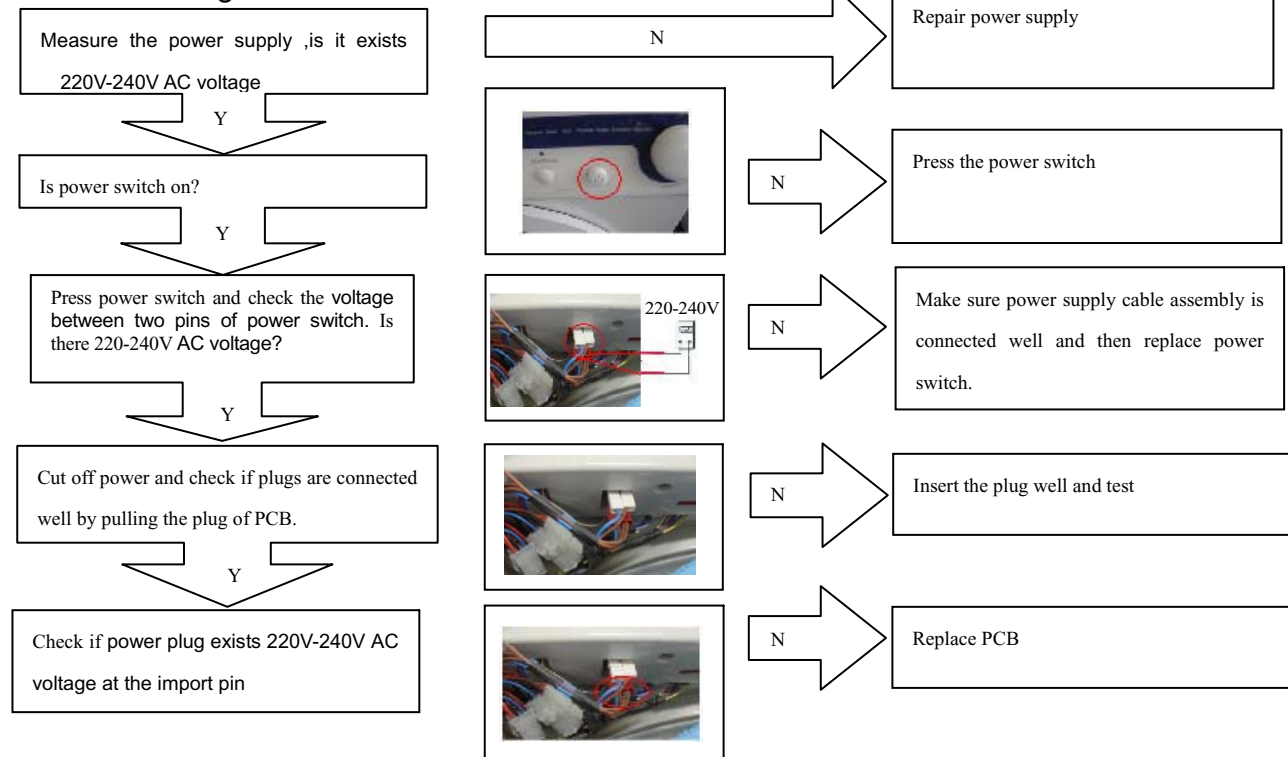 Measure the power supply ,is it exists
220V-240V AC voltage
N
Repair power supply
Y
Is power switch on?
N
Press the power switch
Y
Press power switch and check the voltage
between two pins of power switch. Is
there 220-240V AC voltage?
220-240V
N
Make sure power supply cable assembly is
connected well and then replace power
switch.
Y
Cut off power and check if plugs are connected
well by pulling the plug of PCB.
N
Insert the plug well and test
Y
Check if power plug exists 220V-240V AC
voltage at the import pin
N
Replace PCB